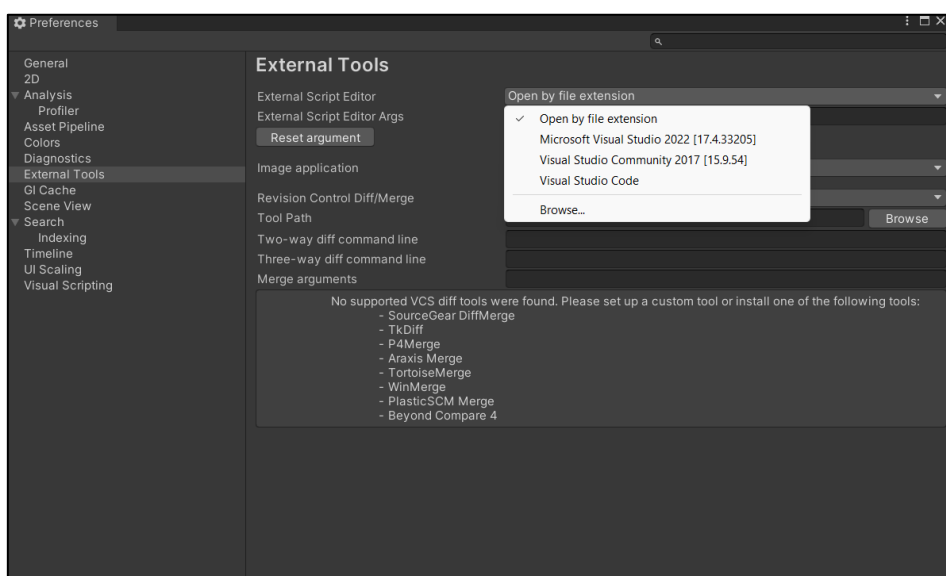 Preferences
General
2D
Analysis
Profiler
Asset Pipeline
Colors
Diagnostics
External Tools
GI Cache
Scene View
Search
Indexing
Timeline
UI Scaling
Visual Scripting
External Tools
External Script Editor
Open by file extension
External Script Editor Args
Reset argument
Open by file extension
Microsoft Visual Studio 2022 [17.4.33205]
Visual Studio Community 2017 [15.9.54]
Visual Studio Code
Browse...
Image application
Revision Control Diff/Merge
Tool Path
Browse
Two-way diff command line
Three-way diff command line
Merge arguments
No supported VCS diff tools were found. Please set up a custom tool or install one of the following tools:
- SourceGear DiffMerge
- TkDiff
- P4Merge
- Araxis Merge
- TortoiseMerge
- WinMerge
- PlasticSCM Merge
- Beyond Compare 4